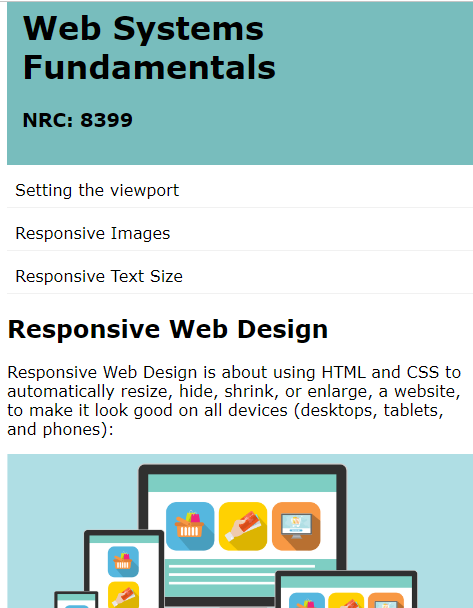 Web Systems
Fundamentals
NRC: 8399
Setting the viewport
Responsive Images
Responsive Text Size
Responsive Web Design
Responsive Web Design is about using HTML and CSS to
automatically resize, hide, shrink, or enlarge, a website,
to make it look good on all devices (desktops, tablets,
and phones):